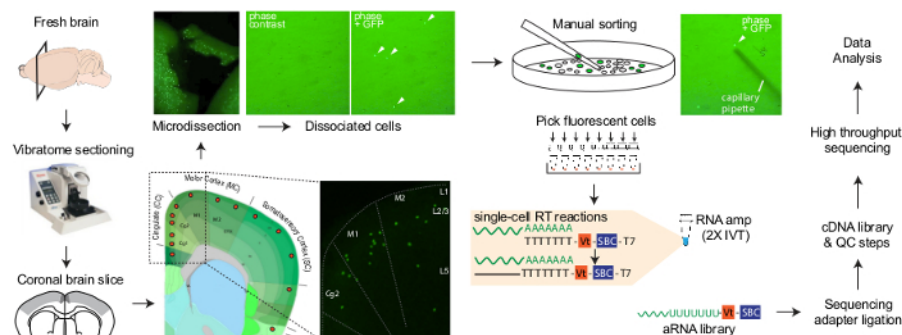 Fresh brain
Vibratome sectioning
Coronal brain slice
phase
contrast
phase
+ GFP
Microdissection
Dissociated cells
Motor Cortex (MC)
Cingulate (CC)
Somatosensory Cortex (SC)
M1
M2
Cg2
M2
M1
Cg2
L1
L2/3
L5
Manual sorting
phase
+ GFP
capillary
pipette
Pick fluorescent cells
single-cell RT reactions
AAAAAAA
TTTTTTT - Vt - SBC - T7
AAAAAAA
TTTTTTT - Vt - SBC - T7
RNA amp
(2X IVT)
UUUUUUU - Vt - SBC
aRNA library
Data
Analysis
High throughput
sequencing
cDNA library
& QC steps
Sequencing
adapter ligation